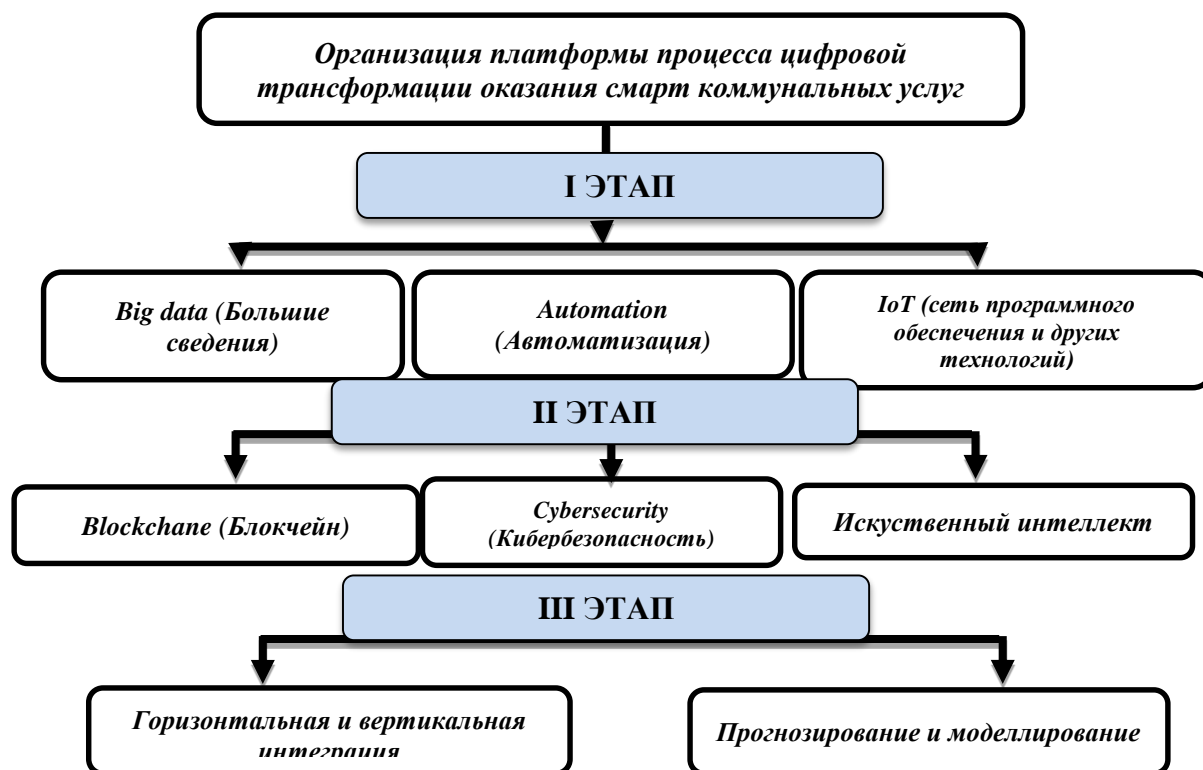 Организация платформы процесса цифровой
трансформации оказания смарт коммунальных услуг
I ЭТАП
Big data (Большие
сведения)
Automation
(Автоматизация)
IoT (сеть программного
обеспечения и других
технологий)
II ЭТАП
Blockchane (Блокчейн)
Cybersecurity
(Кибербезопасность)
Искуственный интеллект
III ЭТАП
Горизонтальная и вертикальная
интеграция
Прогнозирование и моделлирование